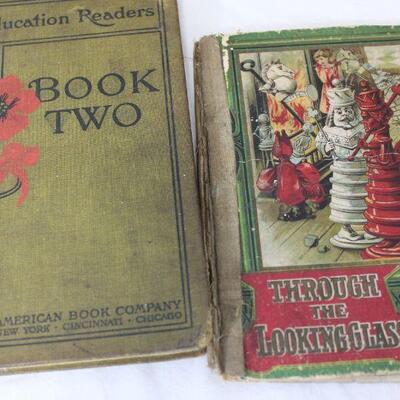 ducation Readers
BOOK
TWO
AMERICAN BOOK COMPANY
NEW YORK · CINCINNATI · CHICAGO
THROUGH
THE
LOOKING GLASS